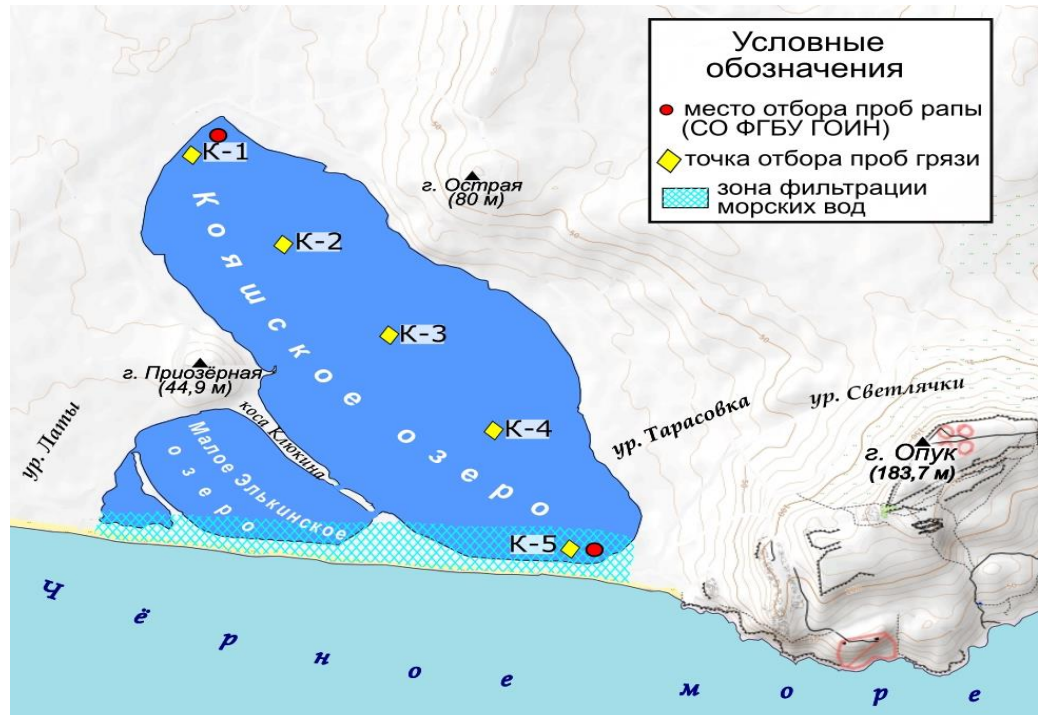 Условные
обозначения
место отбора проб рапы
(СО ФГБУ ГОИН)
точка отбора проб грязи
зона фильтрации
морских вод
К-1
г. Острая
(80 м)
К-2
Кояшское озеро
К-3
г. Приозёрная
(44,9 м)
коса Клюкина
ур. Светлячки
ур. Тарасовка
К-4
ур. Латы
Малое Элькинское
озеро
г. Опук
(183,7 м)
К-5
Чёрное море